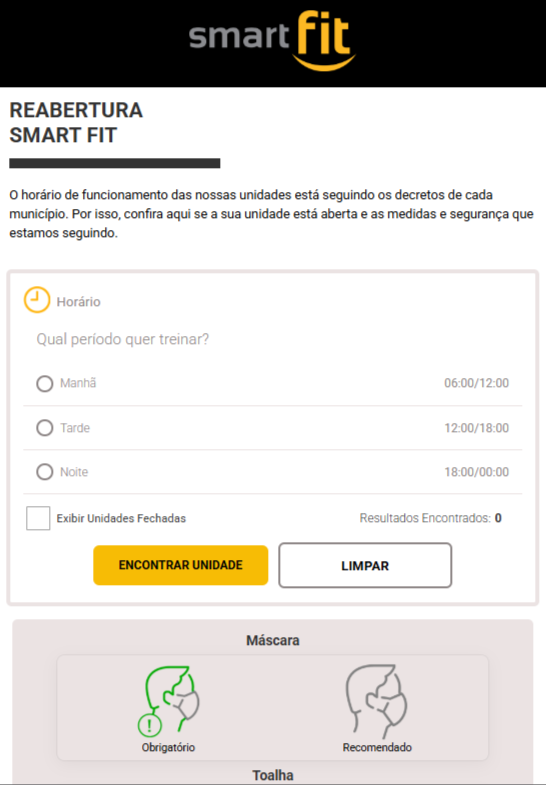 smart fit
REABERTURA
SMART FIT
O horário de funcionamento das nossas unidades está seguindo os decretos de cada
município. Por isso, confira aqui se a sua unidade está aberta e as medidas e segurança que
estamos seguindo.
Horário
Qual período quer treinar?
Manhã 06:00/12:00
Tarde 12:00/18:00
Noite 18:00/00:00
Exibir Unidades Fechadas Resultados Encontrados: 0
ENCONTRAR UNIDADE LIMPAR
Máscara
Obrigatório Recomendado
Toalha